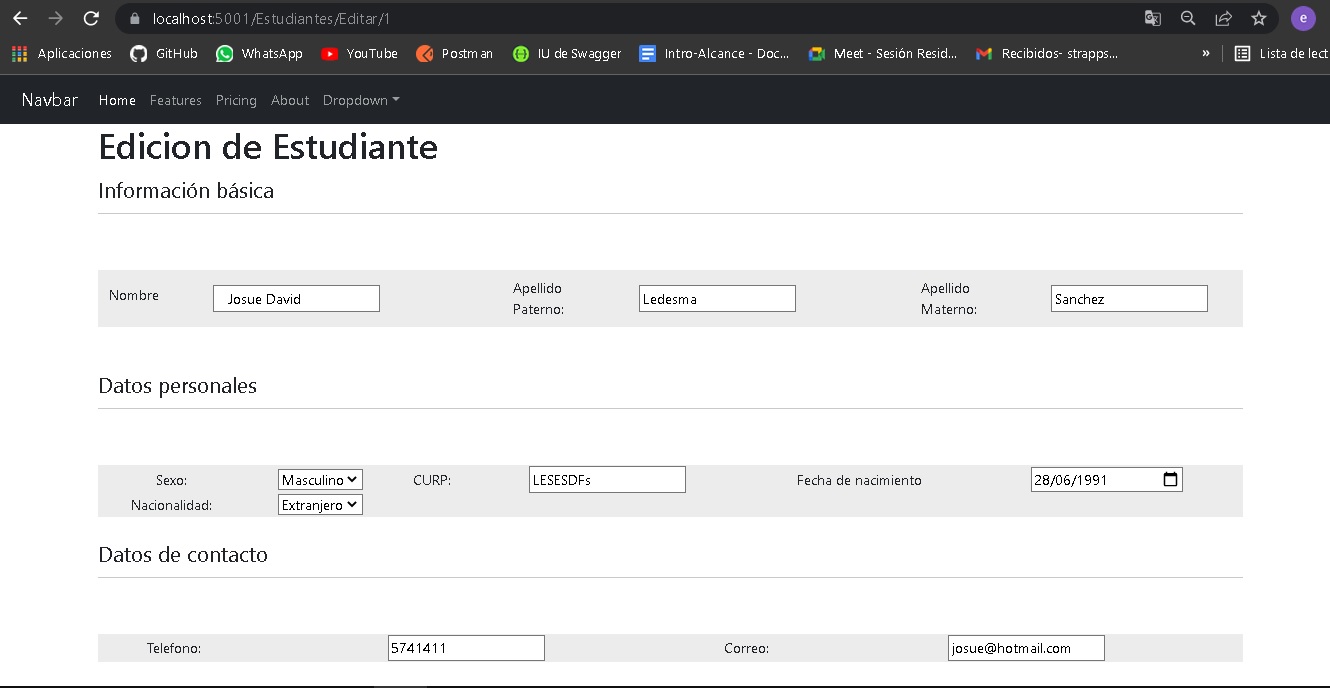 localhost:5001/Estudiantes/Editar/1
e
Aplicaciones GitHub WhatsApp YouTube Postman IU de Swagger Intro-Alcance - Doc... Meet - Sesión Resid... Recibidos- strapps... » Lista de lect
Navbar Home Features Pricing About Dropdown
Edicion de Estudiante
Información básica
Nombre Josue David Apellido Paterno: Ledesma Apellido Materno: Sanchez
Datos personales
Sexo: Masculino CURP: LESESDFs Fecha de nacimiento 28/06/1991
Nacionalidad: Extranjero
Datos de contacto
Telefono: 5741411 Correo: josue@hotmail.com